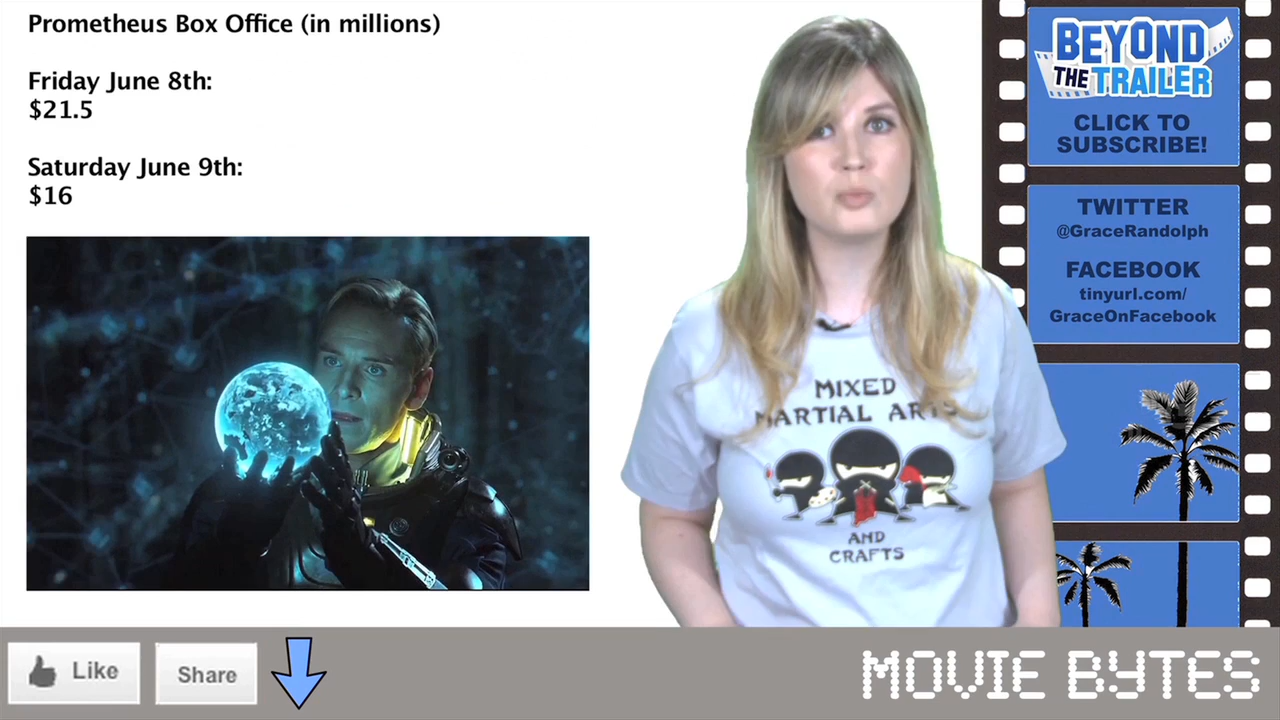 Prometheus Box Office (in millions)
Friday June 8th:
$21.5
Saturday June 9th:
$16
BEYOND
THE TRAILER
CLICK TO
SUBSCRIBE!
TWITTER
@GraceRandolph
FACEBOOK
tinyurl.com/
GraceOnFacebook
MIXED
MARTIAL ARTS
AND
CRAFTS
Like
Share
MOVIE BYTES